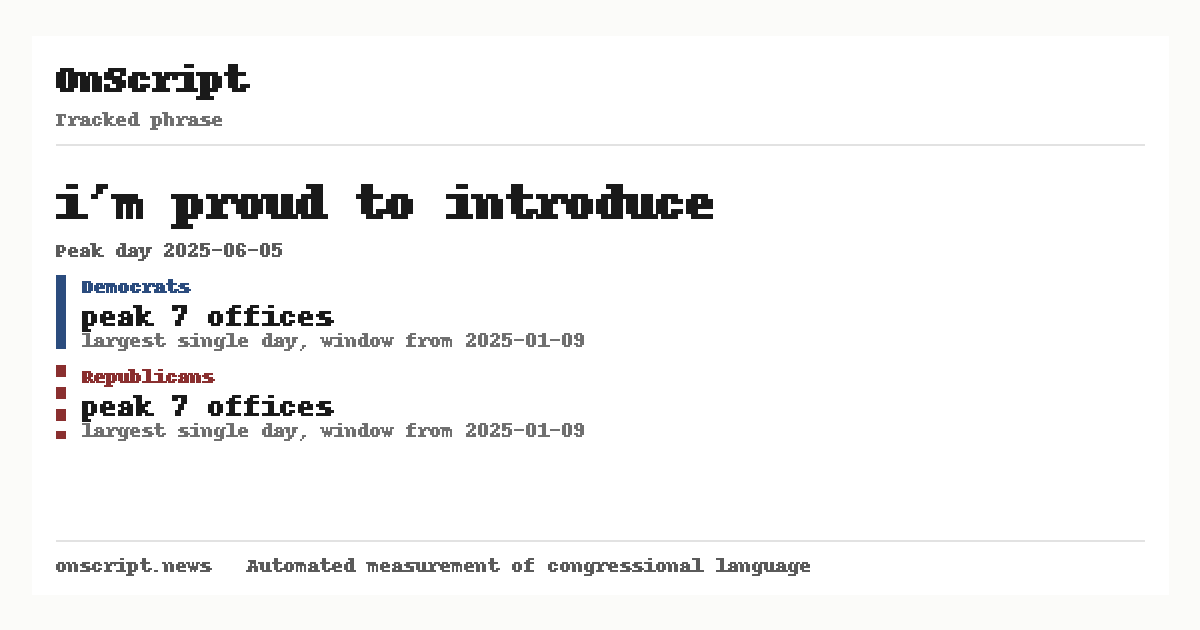 OnScript
Tracked phrase
i'm proud to introduce
Peak day 2025-06-05
Democrats
peak 7 offices
largest single day, window from 2025-01-09
Republicans
peak 7 offices
largest single day, window from 2025-01-09
onscript.news Automated measurement of congressional language